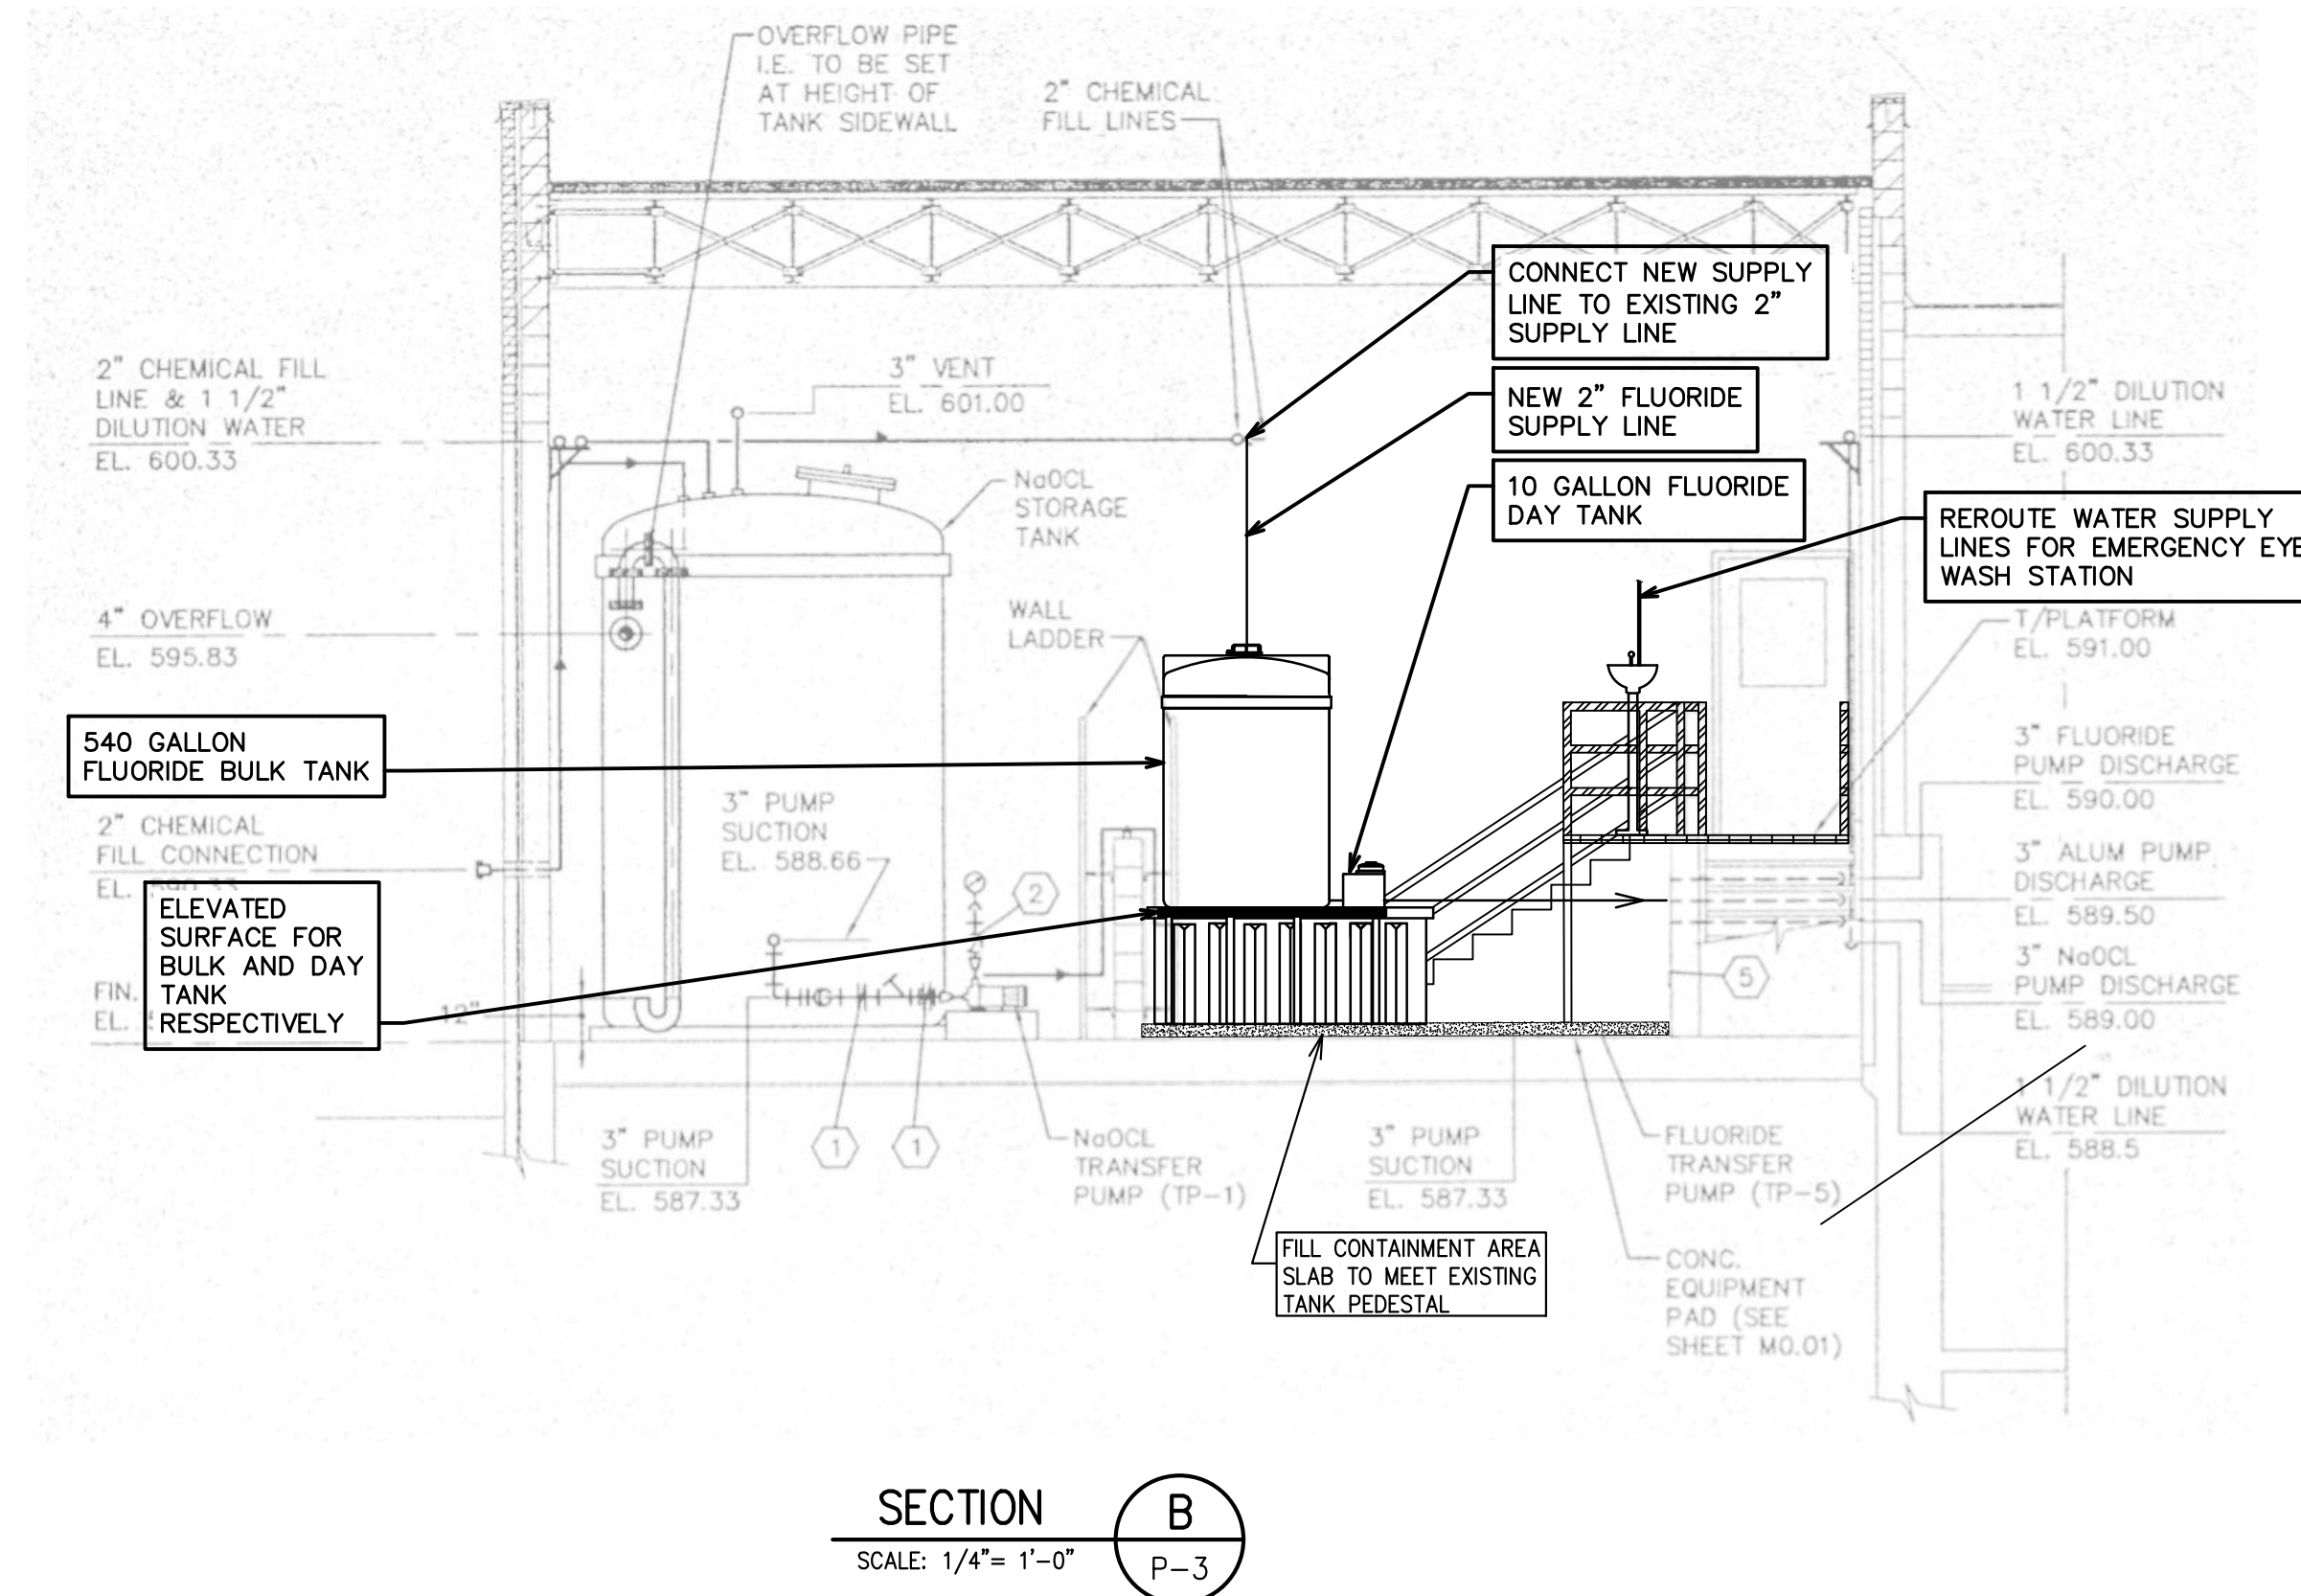 OVERFLOW PIPE
I.E. TO BE SET
AT HEIGHT OF
TANK SIDEWALL
2" CHEMICAL
FILL LINES
CONNECT NEW SUPPLY
LINE TO EXISTING 2"
SUPPLY LINE
2" CHEMICAL FILL
LINE & 1 1/2"
DILUTION WATER
EL. 600.33
3" VENT
EL. 601.00
NEW 2" FLUORIDE
SUPPLY LINE
1 1/2" DILUTION
WATER LINE
EL. 600.33
NaOCL
STORAGE
TANK
10 GALLON FLUORIDE
DAY TANK
REROUTE WATER SUPPLY
LINES FOR EMERGENCY EYE
WASH STATION
4" OVERFLOW
EL. 595.83
WALL
LADDER
T/PLATFORM
EL. 591.00
540 GALLON
FLUORIDE BULK TANK
3" FLUORIDE
PUMP DISCHARGE
EL. 590.00
2" CHEMICAL
FILL CONNECTION
EL.
3" PUMP
SUCTION
EL. 588.66
2
3" ALUM PUMP
DISCHARGE
EL. 589.50
ELEVATED
SURFACE FOR
BULK AND DAY
TANK
RESPECTIVELY
FIN.
EL.
12"
5
3" NaOCL
PUMP DISCHARGE
EL. 589.00
3" PUMP
SUCTION
EL. 587.33
1
1
NaOCL
TRANSFER
PUMP (TP-1)
3" PUMP
SUCTION
EL. 587.33
FLUORIDE
TRANSFER
PUMP (TP-5)
1 1/2" DILUTION
WATER LINE
EL. 588.5
FILL CONTAINMENT AREA
SLAB TO MEET EXISTING
TANK PEDESTAL
CONC.
EQUIPMENT
PAD (SEE
SHEET M0.01)
SECTION
B
SCALE: 1/4"= 1'-0"
P-3